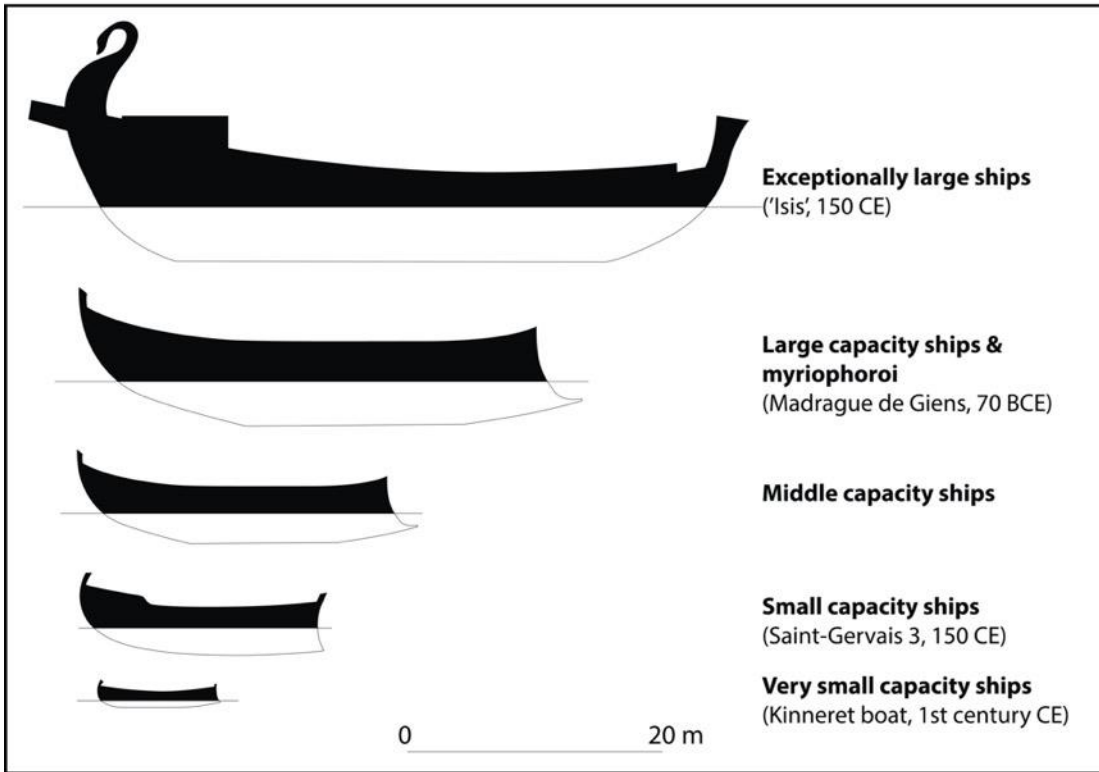 Exceptionally large ships
('Isis', 150 CE)
Large capacity ships &
myriophoroi
(Madrague de Giens, 70 BCE)
Middle capacity ships
Small capacity ships
(Saint-Gervais 3, 150 CE)
Very small capacity ships
(Kinneret boat, 1st century CE)
0 20 m